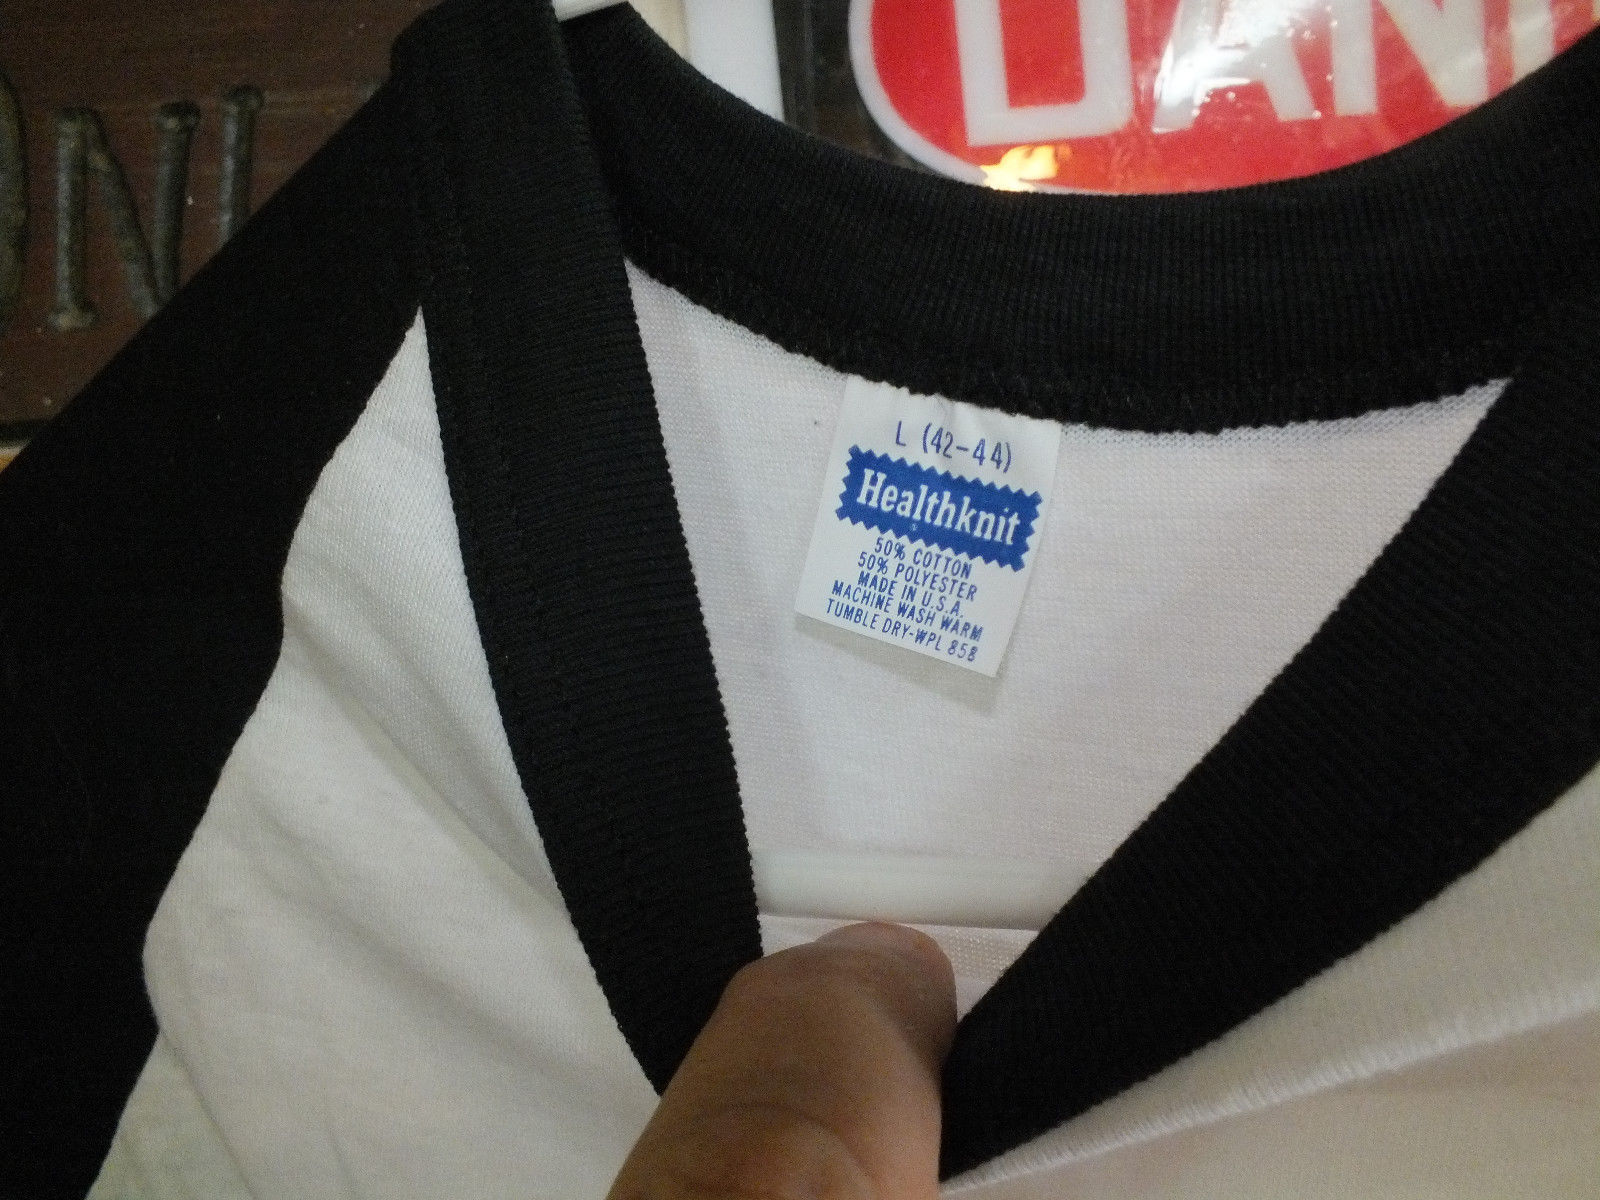 L (42-44)
Healthknit
50% COTTON
50% POLYESTER
MADE IN U.S.A.
MACHINE WASH WARM
TUMBLE DRY-WPL 858